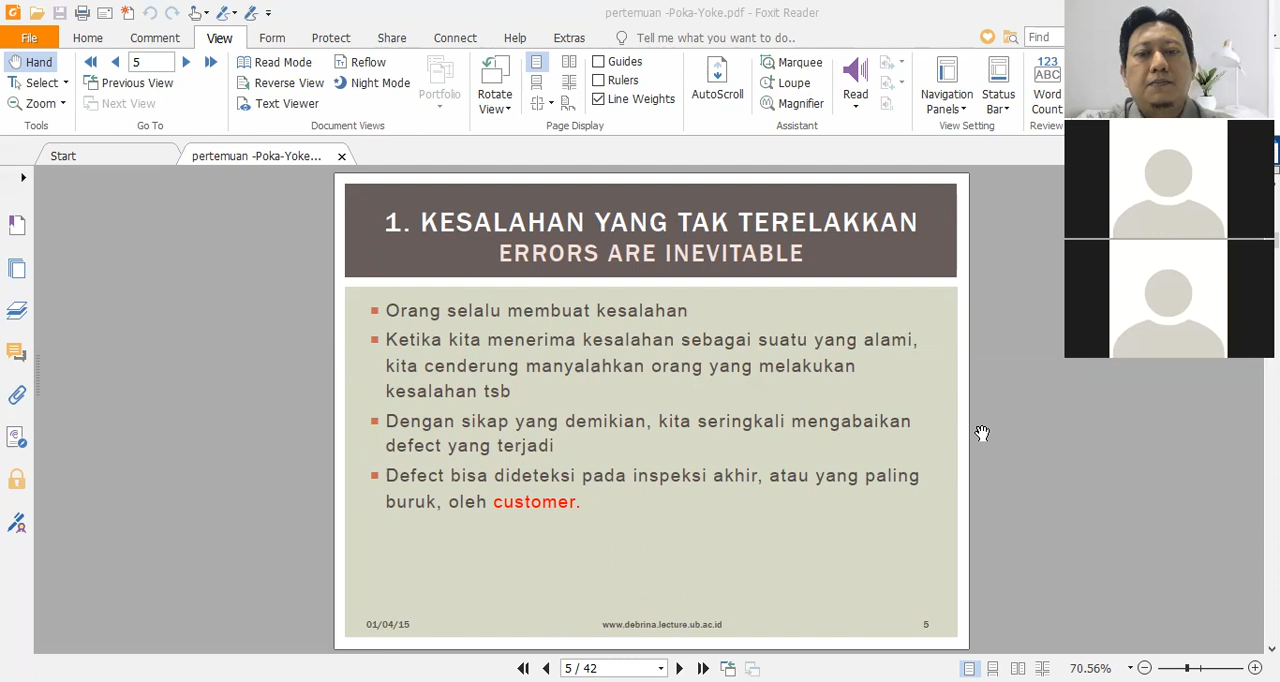 pertemuan -Poka-Yoke.pdf - Foxit Reader
File Home Comment View Form Protect Share Connect Help Extras Tell me what you want to do.. Find
Hand 5 Read Mode Reflow Guides Marquee 123
Select Previous View Reverse View Night Mode Portfolio Rotate View Rulers AutoScroll Loupe Read Navigation Panels Status Bar ABC Word Count
Zoom Next View Text Viewer Line Weights Magnifier
Tools Go To Document Views Page Display Assistant View Setting Review
Start pertemuan -Poka-Yoke...
1. KESALAHAN YANG TAK TERELAKKAN
ERRORS ARE INEVITABLE
Orang selalu membuat kesalahan
Ketika kita menerima kesalahan sebagai suatu yang alami,
kita cenderung manyalahkan orang yang melakukan
kesalahan tsb
Dengan sikap yang demikian, kita seringkali mengabaikan
defect yang terjadi
Defect bisa dideteksi pada inspeksi akhir, atau yang paling
buruk, oleh customer.
01/04/15 www.debrina.lecture.ub.ac.id 5
5 / 42 70.56%